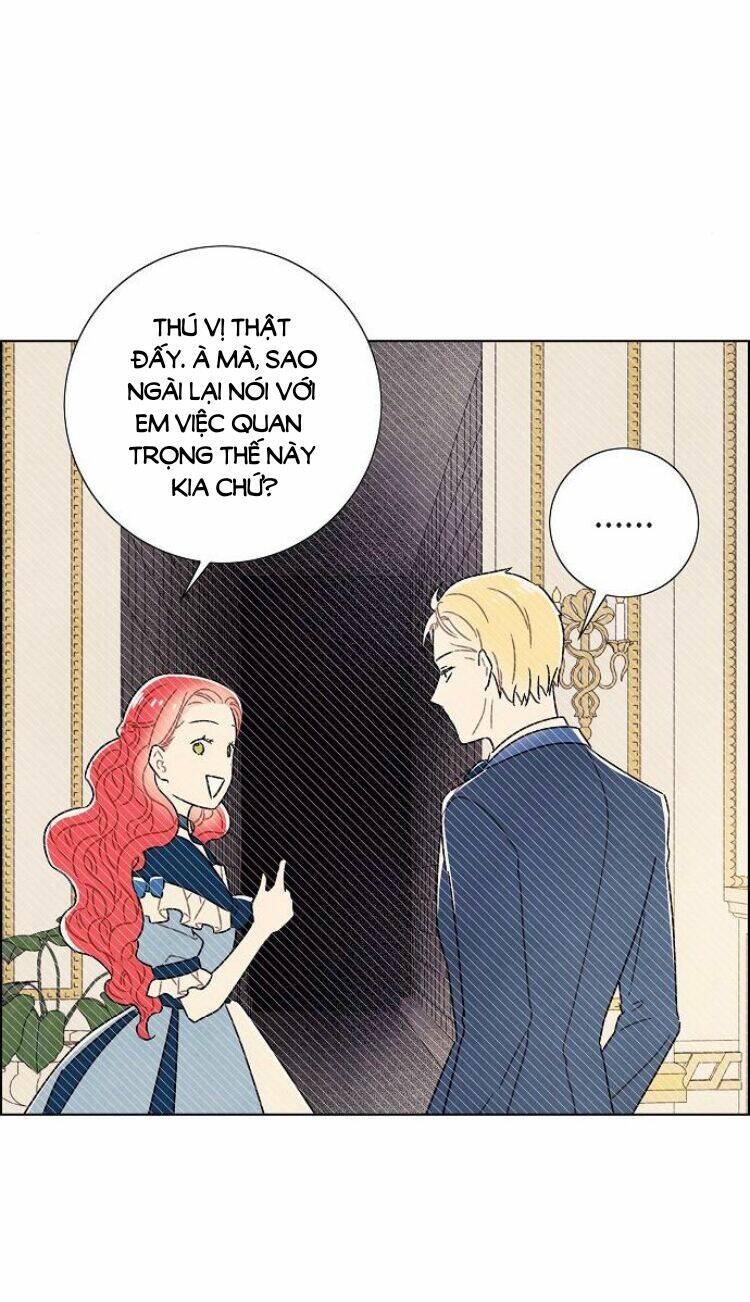 THÚ VỊ THẬT
ĐẤY. À MÀ, SAO
NGÀI LẠI NÓI VỚI
EM VIỆC QUAN
TRỌNG THẾ NÀY
KIA CHỨ?
......